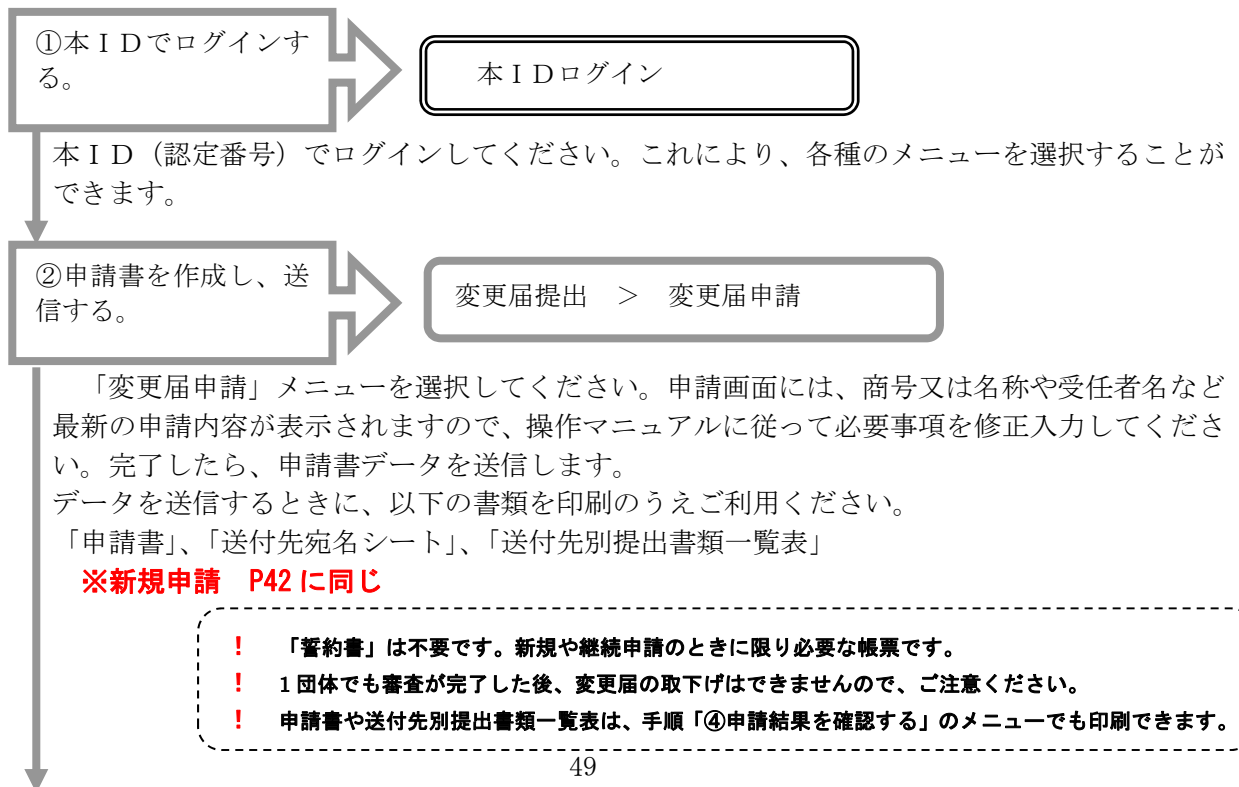 ①本ＩＤでログインす
る。
本ＩＤログイン
本ＩＤ（認定番号）でログインしてください。これにより、各種のメニューを選択することが
できます。
②申請書を作成し、送
信する。
変更届提出　＞　変更届申請
「変更届申請」メニューを選択してください。申請画面には、商号又は名称や受任者名など
最新の申請内容が表示されますので、操作マニュアルに従って必要事項を修正入力してくださ
い。完了したら、申請書データを送信します。
データを送信するときに、以下の書類を印刷のうえご利用ください。
「申請書」、「送付先宛名シート」、「送付先別提出書類一覧表」
※新規申請　P42 に同じ
！　「誓約書」は不要です。新規や継続申請のときに限り必要な帳票です。
！　1 団体でも審査が完了した後、変更届の取下げはできませんので、ご注意ください。
！　申請書や送付先別提出書類一覧表は、手順「④申請結果を確認する」のメニューでも印刷できます。
49